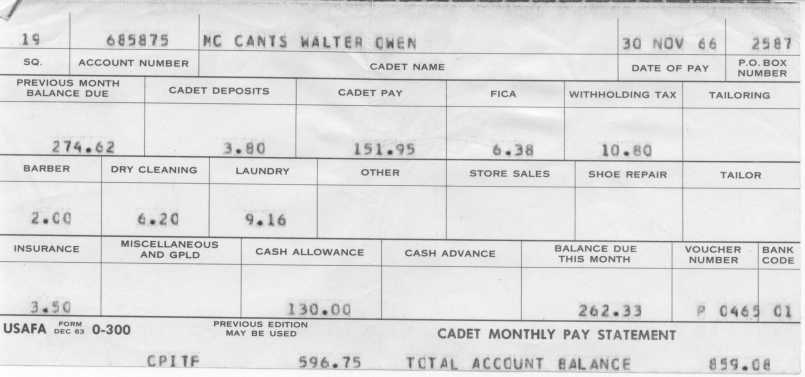 19 685875 MC CANTS WALTER OWEN 30 NOV 66 2587
SQ. ACCOUNT NUMBER CADET NAME DATE OF PAY P.O. BOX NUMBER
PREVIOUS MONTH BALANCE DUE CADET DEPOSITS CADET PAY FICA WITHHOLDING TAX TAILORING
274.62 3.80 151.95 6.38 10.80
BARBER DRY CLEANING LAUNDRY OTHER STORE SALES SHOE REPAIR TAILOR
2.00 6.20 9.16
INSURANCE MISCELLANEOUS AND GPLD CASH ALLOWANCE CASH ADVANCE BALANCE DUE THIS MONTH VOUCHER NUMBER BANK CODE
3.50 130.00 262.33 P 0465 01
USAFA FORM DEC 63 0-300 PREVIOUS EDITION MAY BE USED CADET MONTHLY PAY STATEMENT
CPITF 596.75 TOTAL ACCOUNT BALANCE 859.08